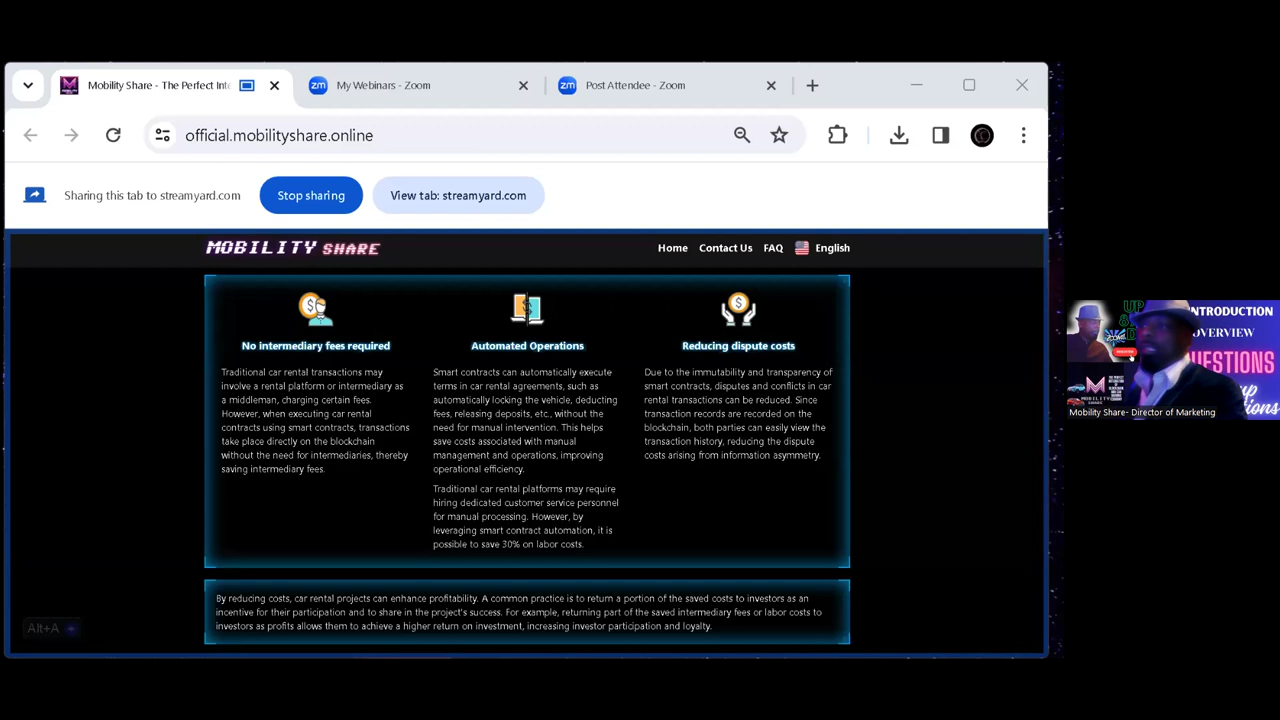 Mobility Share - The Perfect Inte
My Webinars - Zoom
Post Attendee - Zoom
official.mobilityshare.online
Sharing this tab to streamyard.com
Stop sharing
View tab: streamyard.com
MOBILITY SHARE
Home
Contact Us
FAQ
English
No intermediary fees required
Traditional car rental transactions may
involve a rental platform or intermediary as
a middleman, charging certain fees.
However, when executing car rental
contracts using smart contracts, transactions
take place directly on the blockchain
without the need for intermediaries, thereby
saving intermediary fees.
Automated Operations
Smart contracts can automatically execute
terms in car rental agreements, such as
automatically locking the vehicle, deducting
fees, releasing deposits, etc., without the
need for manual intervention. This helps
save costs associated with manual
management and operations, improving
operational efficiency.
Traditional car rental platforms may require
hiring dedicated customer service personnel
for manual processing. However, by
leveraging smart contract automation, it is
possible to save 30% on labor costs.
Reducing dispute costs
Due to the immutability and transparency of
smart contracts, disputes and conflicts in car
rental transactions can be reduced. Since
transaction records are recorded on the
blockchain, both parties can easily view the
transaction history, reducing the dispute
costs arising from information asymmetry.
By reducing costs, car rental projects can enhance profitability. A common practice is to return a portion of the saved costs to investors as an
incentive for their participation and to share in the project's success. For example, returning part of the saved intermediary fees or labor costs to
investors as profits allows them to achieve a higher return on investment, increasing investor participation and loyalty.
Alt+A
UP
INTRODUCTION
OVERVIEW
MOBILITY
SHARE
Mobility Share- Director of Marketing